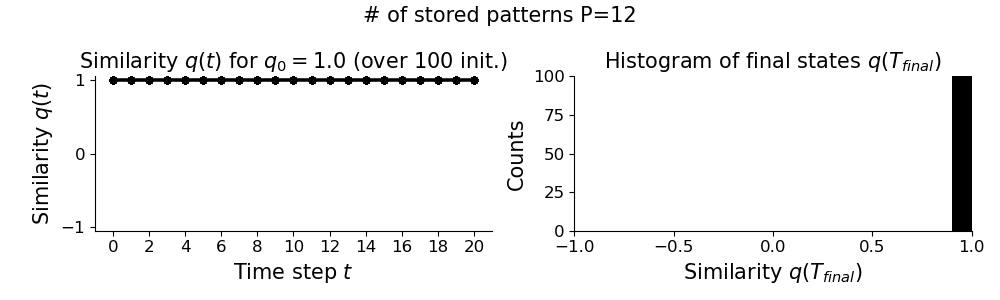 # of stored patterns P=12
Similarity q(t) for q₀ = 1.0 (over 100 init.)
Similarity q(t)
1
0
−1
0 2 4 6 8 10 12 14 16 18 20
Time step t
Histogram of final states q(T_final)
Counts
100
75
50
25
0
−1.0 −0.5 0.0 0.5 1.0
Similarity q(T_final)